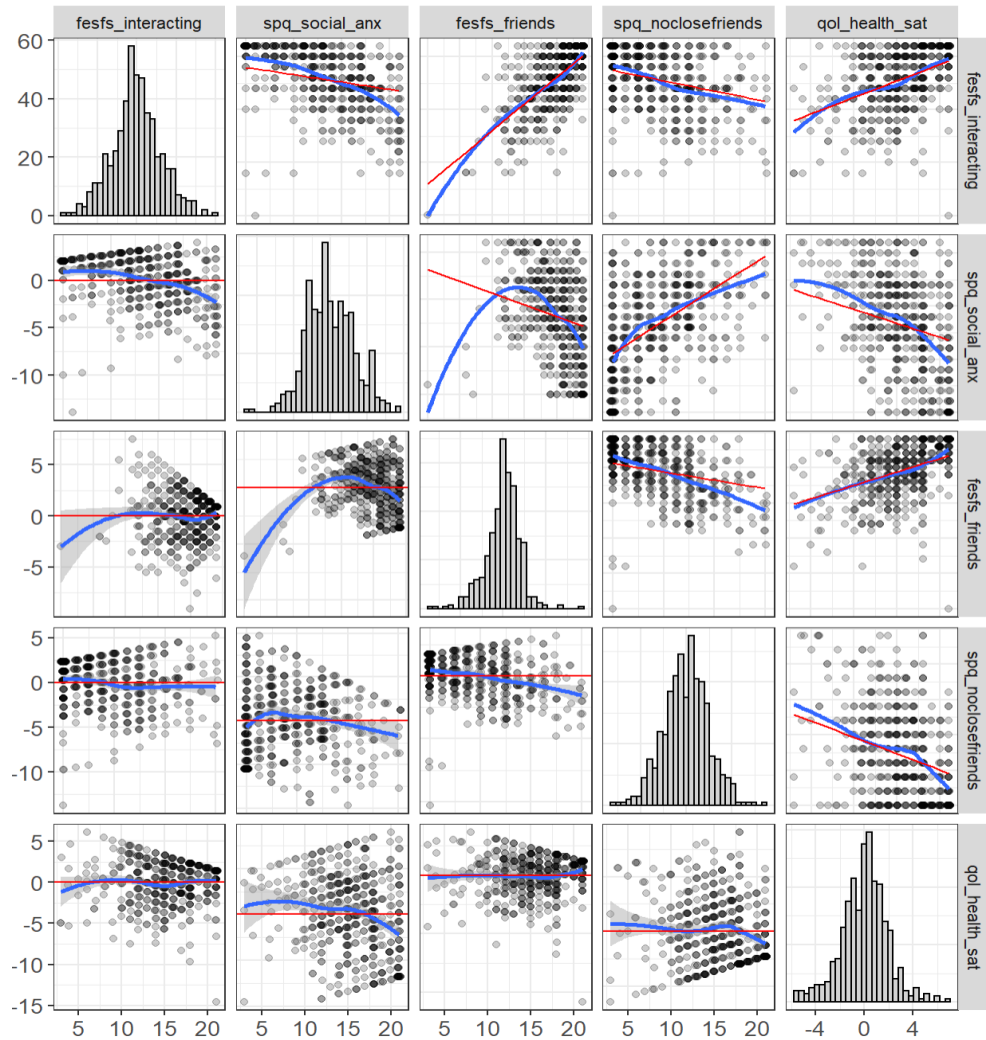 fesfs_interacting spq_social_anx fesfs_friends spq_noclosefriends qol_health_sat
60
40
20
0
fesfs_interacting
0
-5
-10
spq_social_anx
5
0
-5
fesfs_friends
5
0
-5
-10
spq_noclosefriends
5
0
-5
-10
-15
qol_health_sat
5 10 15 20 5 10 15 20 5 10 15 20 5 10 15 20 -4 0 4